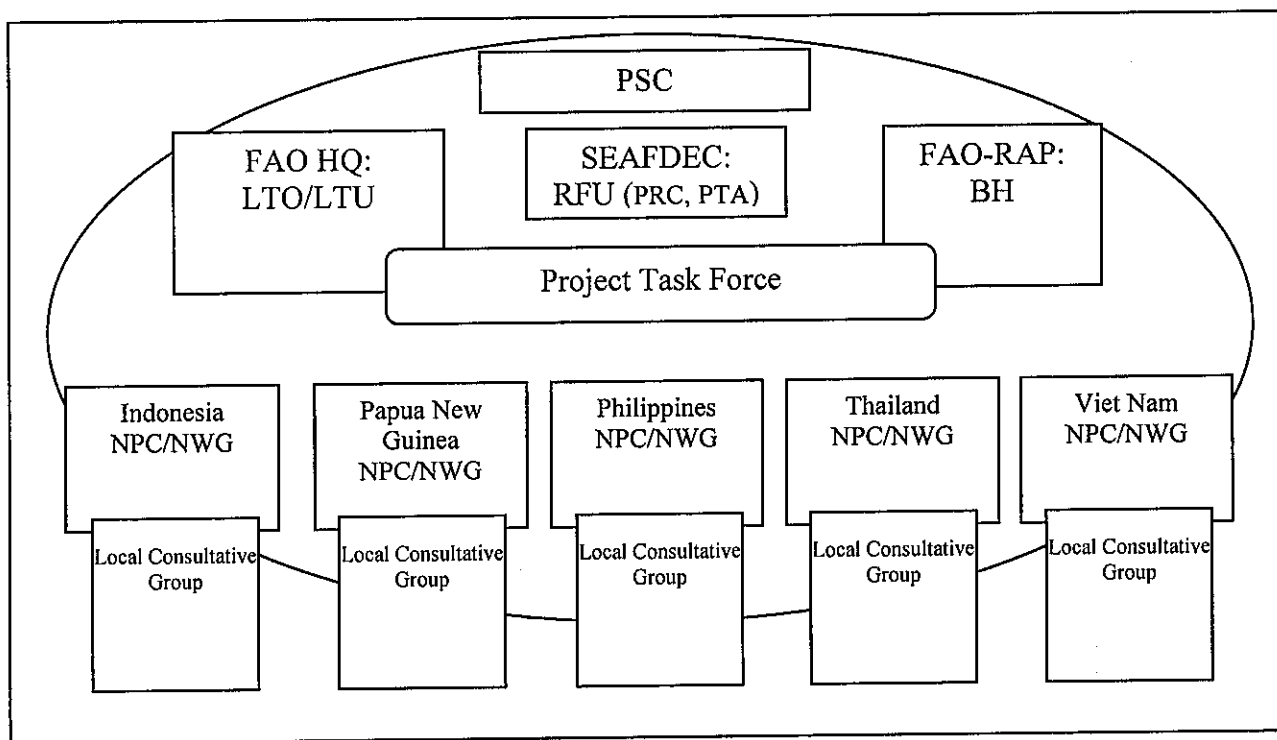 PSC
FAO HQ:
LTO/LTU
SEAFDEC:
RFU (PRC, PTA)
FAO-RAP:
BH
Project Task Force
Indonesia
NPC/NWG
Papua New
Guinea
NPC/NWG
Philippines
NPC/NWG
Thailand
NPC/NWG
Viet Nam
NPC/NWG
Local Consultative
Group
Local Consultative
Group
Local Consultative
Group
Local Consultative
Group
Local Consultative
Group